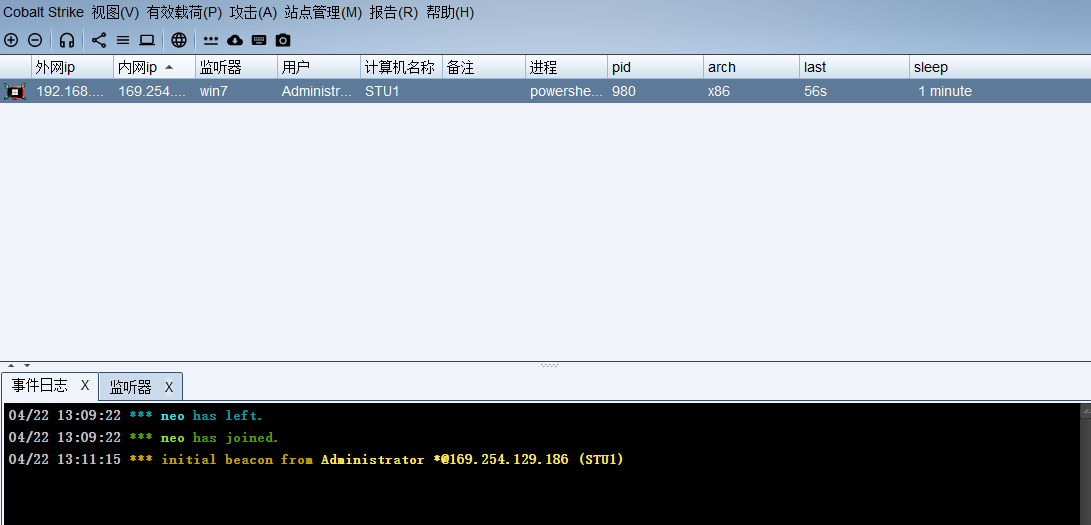 Cobalt Strike 视图(V) 有效载荷(P) 攻击(A) 站点管理(M) 报告(R) 帮助(H)
外网ip 内网ip 监听器 用户 计算机名称 备注 进程 pid arch last sleep
192.168.... 169.254.... win7 Administr... STU1 powershe... 980 x86 56s 1 minute
事件日志 X 监听器 X
04/22 13:09:22 *** neo has left.
04/22 13:09:22 *** neo has joined.
04/22 13:11:15 *** initial beacon from Administrator *@169.254.129.186 (STU1)